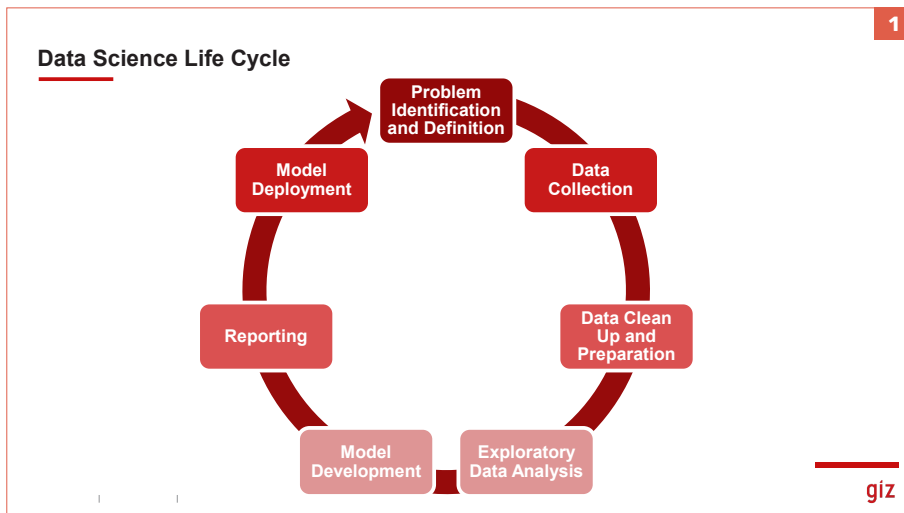 1
Data Science Life Cycle
Problem
Identification
and Definition
Data
Collection
Data Clean
Up and
Preparation
Exploratory
Data Analysis
Model
Development
Reporting
Model
Deployment
giz